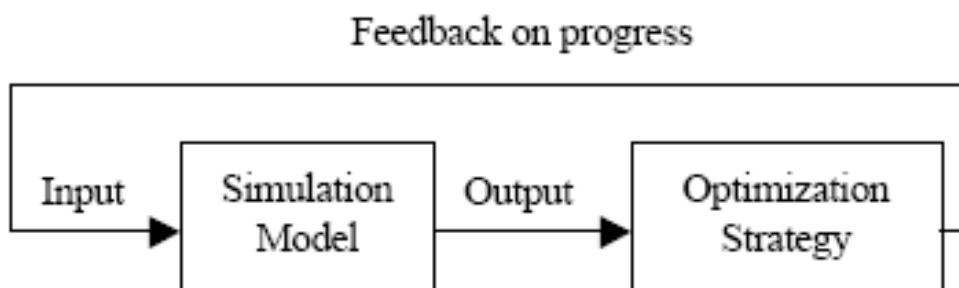 Feedback on progress
Input
Simulation
Model
Output
Optimization
Strategy